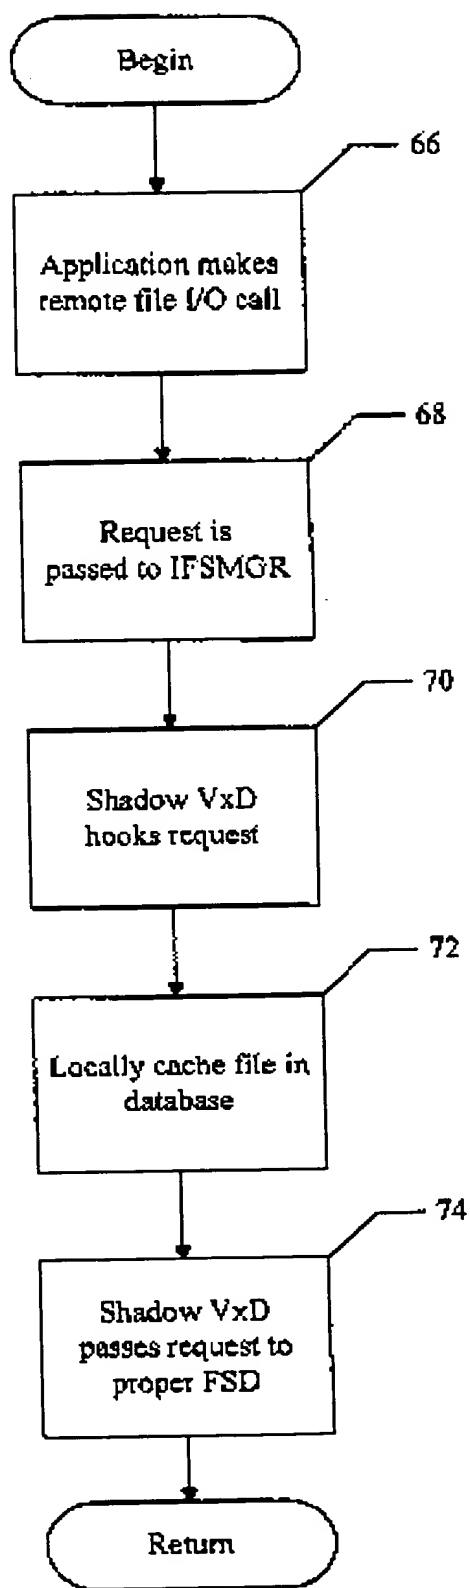 Begin
66
Application makes
remote file I/O call
68
Request is
passed to IFSMGR
70
Shadow VxD
hooks request
72
Locally cache file in
database
74
Shadow VxD
passes request to
proper FSD
Return